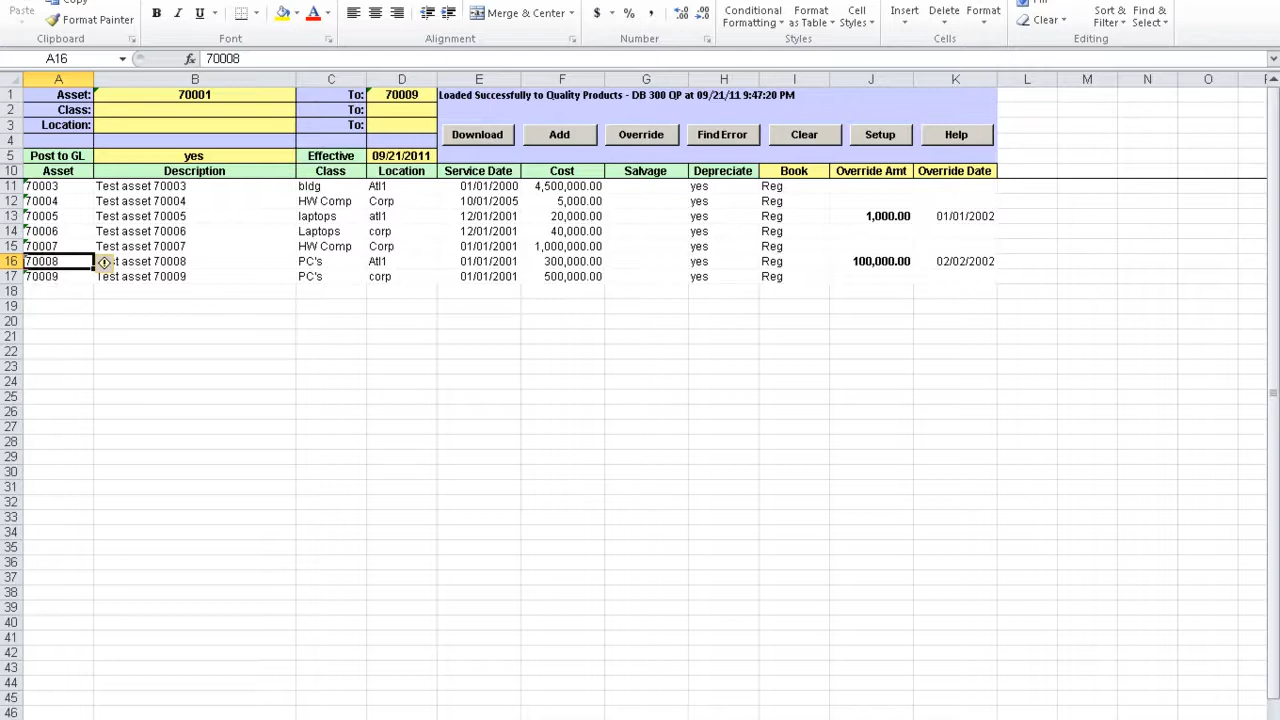 Paste Copy
Format Painter
B I U A Merge & Center $ % Conditional Formatting Format as Table Cell Styles Insert Delete Format Fill Clear Sort & Filter Find & Select
Clipboard Font Alignment Number Styles Cells Editing
A16 fx 70008
A B C D E F G H I J K L M N O
1 Asset: 70001 To: 70009 Loaded Successfully to Quality Products - DB 300 QP at 09/21/11 9:47:20 PM
2 Class: To:
3 Location: To:
4 Download Add Override Find Error Clear Setup Help
5 Post to GL yes Effective 09/21/2011
10 Asset Description Class Location Service Date Cost Salvage Depreciate Book Override Amt Override Date
11 70003 Test asset 70003 bldg Atl1 01/01/2000 4,500,000.00 yes Reg
12 70004 Test asset 70004 HW Comp Corp 10/01/2005 5,000.00 yes Reg
13 70005 Test asset 70005 laptops atl1 12/01/2001 20,000.00 yes Reg 1,000.00 01/01/2002
14 70006 Test asset 70006 Laptops corp 12/01/2001 40,000.00 yes Reg
15 70007 Test asset 70007 HW Comp Corp 01/01/2001 1,000,000.00 yes Reg
16 70008 st asset 70008 PC's Atl1 01/01/2001 300,000.00 yes Reg 100,000.00 02/02/2002
17 70009 Test asset 70009 PC's corp 01/01/2001 500,000.00 yes Reg
18
19
20
21
22
23
24
25
26
27
28
29
30
31
32
33
34
35
36
37
38
39
40
41
42
43
44
45
46